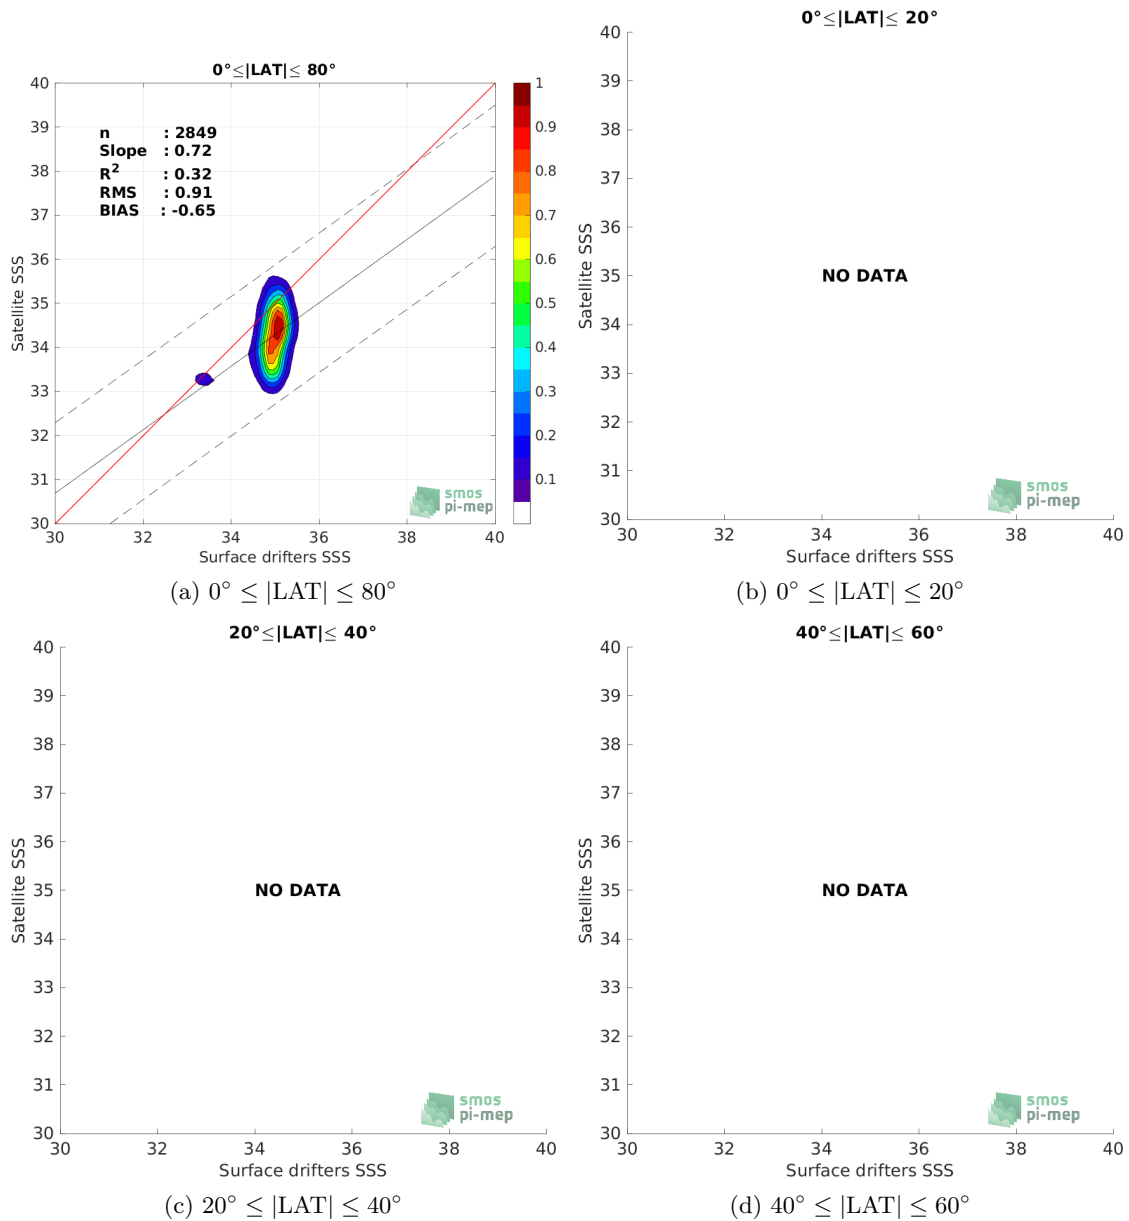 0°≤|LAT|≤ 80°
40
39
38
37
36
35
34
33
32
31
30
Satellite SSS
n : 2849
Slope : 0.72
R² : 0.32
RMS : 0.91
BIAS : -0.65
1
0.9
0.8
0.7
0.6
0.5
0.4
0.3
0.2
0.1
smos
pi-mep
30 32 34 36 38 40
Surface drifters SSS
(a) 0° ≤ |LAT| ≤ 80°
0°≤|LAT|≤ 20°
40
39
38
37
36
35
34
33
32
31
30
Satellite SSS
NO DATA
smos
pi-mep
30 32 34 36 38 40
Surface drifters SSS
(b) 0° ≤ |LAT| ≤ 20°
20°≤|LAT|≤ 40°
40
39
38
37
36
35
34
33
32
31
30
Satellite SSS
NO DATA
smos
pi-mep
30 32 34 36 38 40
Surface drifters SSS
(c) 20° ≤ |LAT| ≤ 40°
40°≤|LAT|≤ 60°
40
39
38
37
36
35
34
33
32
31
30
Satellite SSS
NO DATA
smos
pi-mep
30 32 34 36 38 40
Surface drifters SSS
(d) 40° ≤ |LAT| ≤ 60°